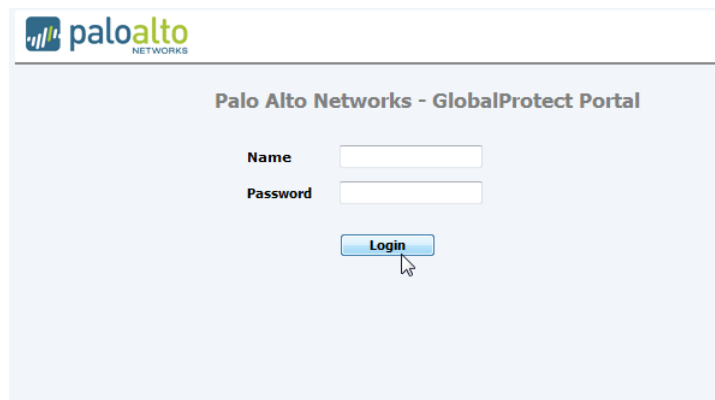 paloalto
NETWORKS
Palo Alto Networks - GlobalProtect Portal
Name
Password
Login